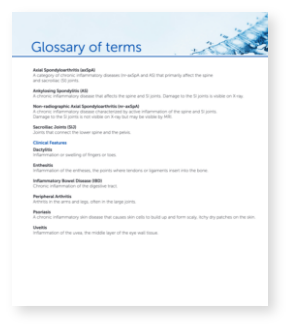 Glossary of terms
Axial Spondyloarthritis (axSpA)
A category of chronic inflammatory diseases (nr-axSpA and AS) that primarily affect the spine
and sacroiliac (SI) joints.
Ankylosing Spondylitis (AS)
A chronic inflammatory disease that affects the spine and SI joints. Damage to the SI joints is visible on X-ray.
Non-radiographic Axial Spondyloarthritis (nr-axSpA)
A chronic inflammatory disease characterized by active inflammation of the spine and SI joints.
Damage to the SI joints is not visible on X-ray but may be visible by MRI.
Sacroiliac Joints (SIJ)
Joints that connect the lower spine and the pelvis.
Clinical Features
Dactylitis
Inflammation or swelling of fingers or toes.
Enthesitis
Inflammation of the entheses, the points where tendons or ligaments insert into the bone.
Inflammatory Bowel Disease (IBD)
Chronic inflammation of the digestive tract.
Peripheral Arthritis
Arthritis in the arms and legs, often in the large joints.
Psoriasis
A chronic inflammatory skin disease that causes skin cells to build up and form scaly, itchy dry patches on the skin.
Uveitis
Inflammation of the uvea, the middle layer of the eye wall tissue.